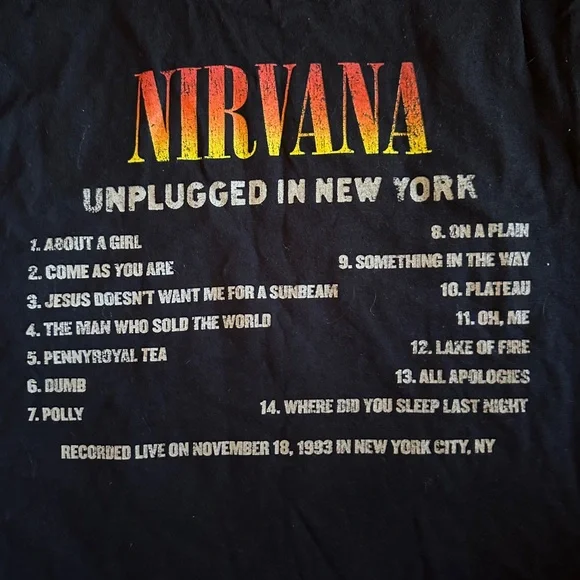 NIRVANA
UNPLUGGED IN NEW YORK
1. ABOUT A GIRL
2. COME AS YOU ARE
3. JESUS DOESN'T WANT ME FOR A SUNBEAM
4. THE MAN WHO SOLD THE WORLD
5. PENNYROYAL TEA
6. DUMB
7. POLLY
8. ON A PLAIN
9. SOMETHING IN THE WAY
10. PLATEAU
11. OH, ME
12. LAKE OF FIRE
13. ALL APOLOGIES
14. WHERE DID YOU SLEEP LAST NIGHT
RECORDED LIVE ON NOVEMBER 18, 1993 IN NEW YORK CITY, NY